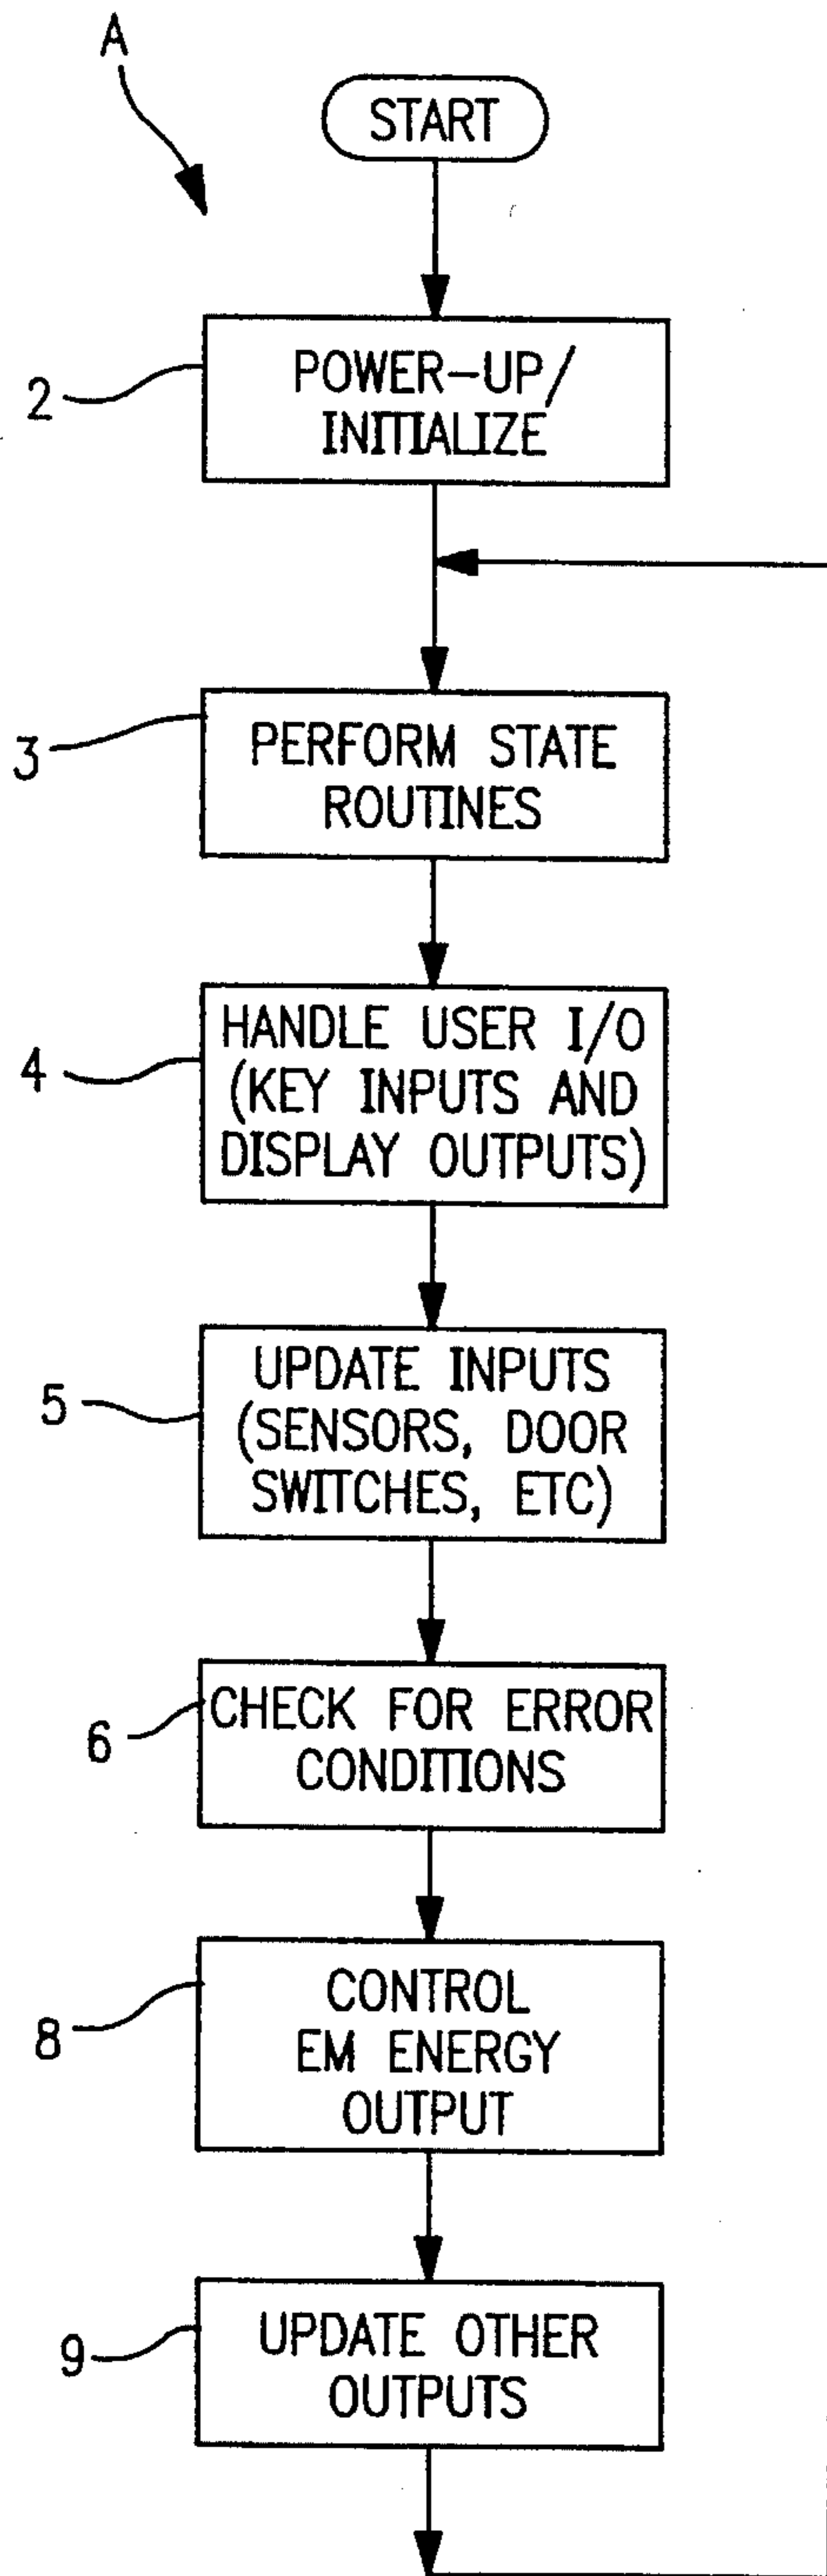 A
START
2
POWER-UP/
INITIALIZE
3
PERFORM STATE
ROUTINES
4
HANDLE USER I/O
(KEY INPUTS AND
DISPLAY OUTPUTS)
5
UPDATE INPUTS
(SENSORS, DOOR
SWITCHES, ETC)
6
CHECK FOR ERROR
CONDITIONS
8
CONTROL
EM ENERGY
OUTPUT
9
UPDATE OTHER
OUTPUTS